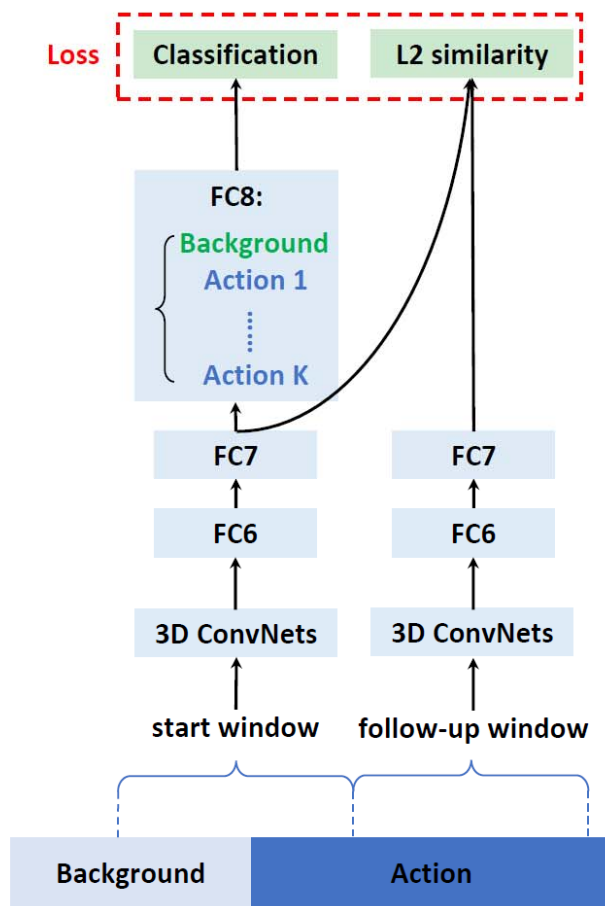 Loss
Classification
L2 similarity
FC8:
Background
Action 1
Action K
FC7
FC7
FC6
FC6
3D ConvNets
3D ConvNets
start window
follow-up window
Background
Action